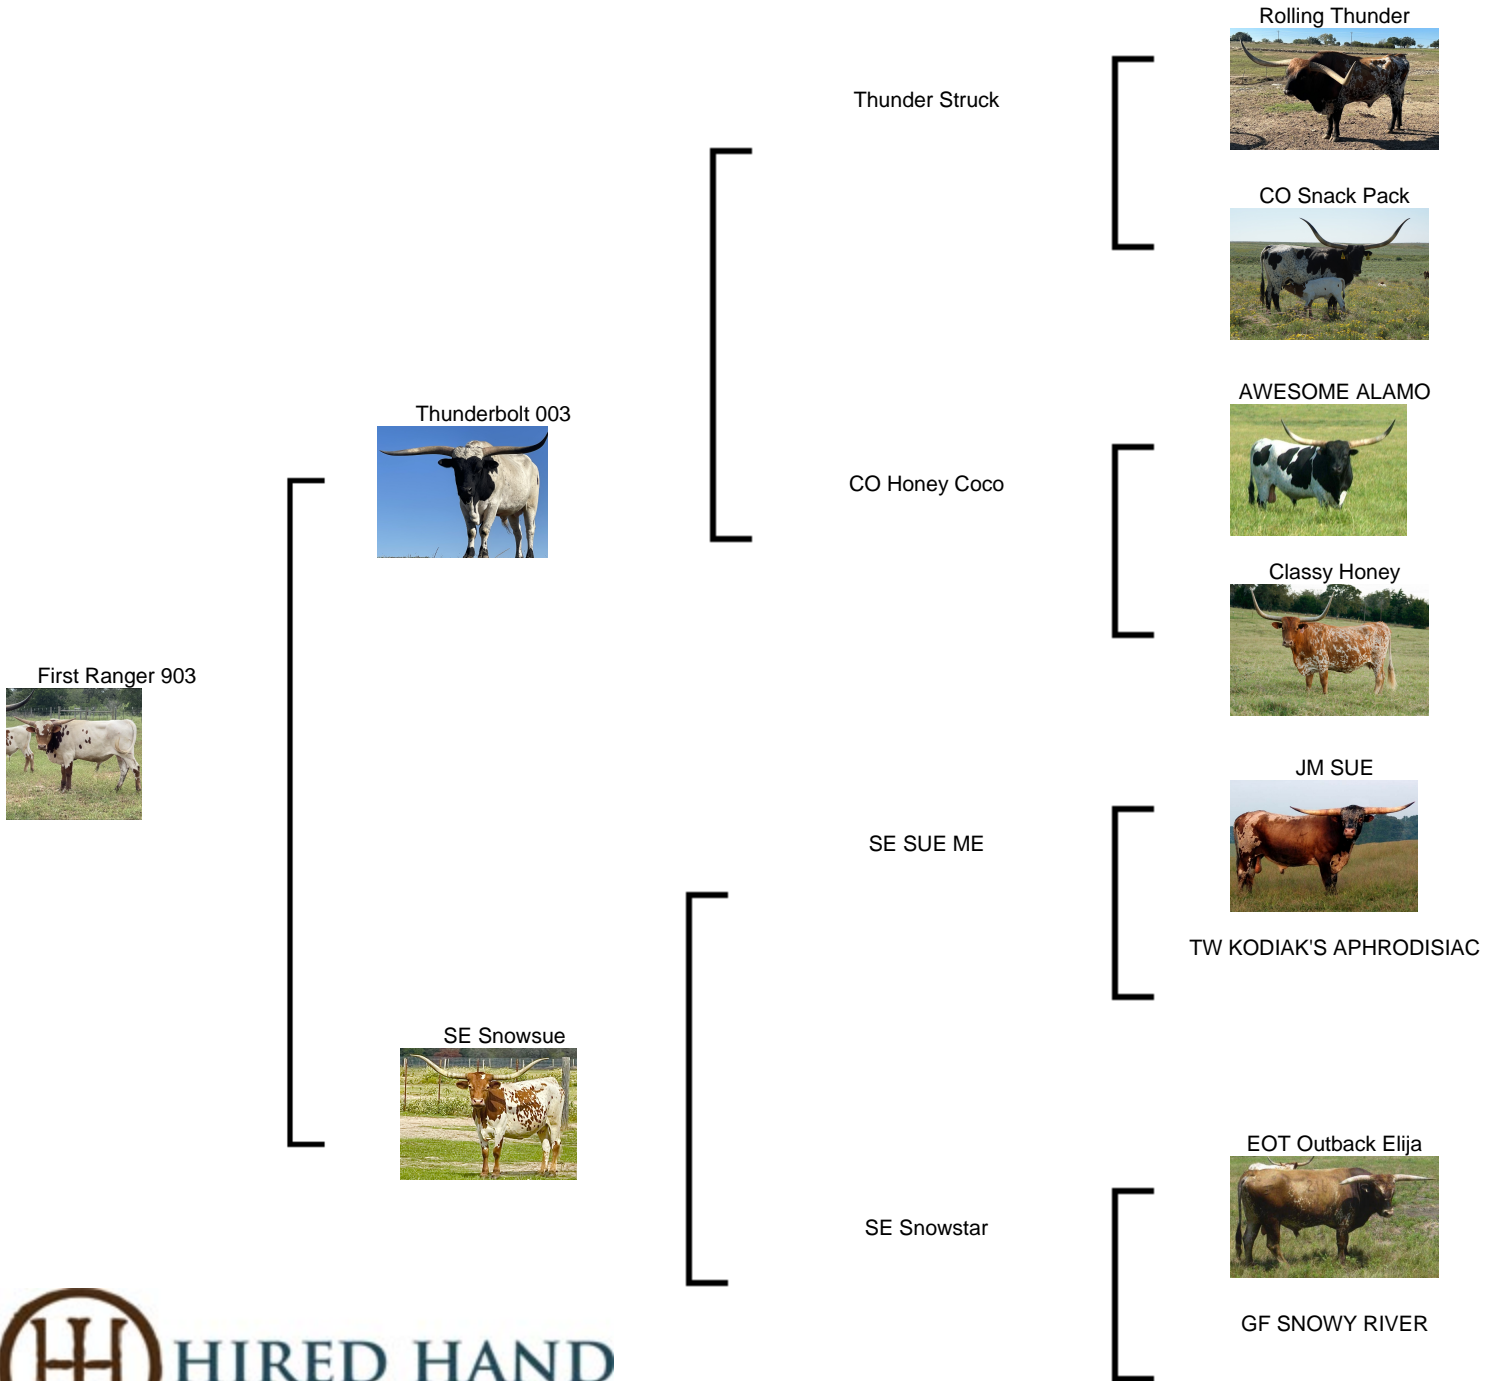 Rolling Thunder
Thunder Struck
CO Snack Pack
AWESOME ALAMO
Thunderbolt 003
CO Honey Coco
Classy Honey
First Ranger 903
JM SUE
SE SUE ME
TW KODIAK'S APHRODISIAC
SE Snowsue
EOT Outback Elija
SE Snowstar
GF SNOWY RIVER
HIRED HAND